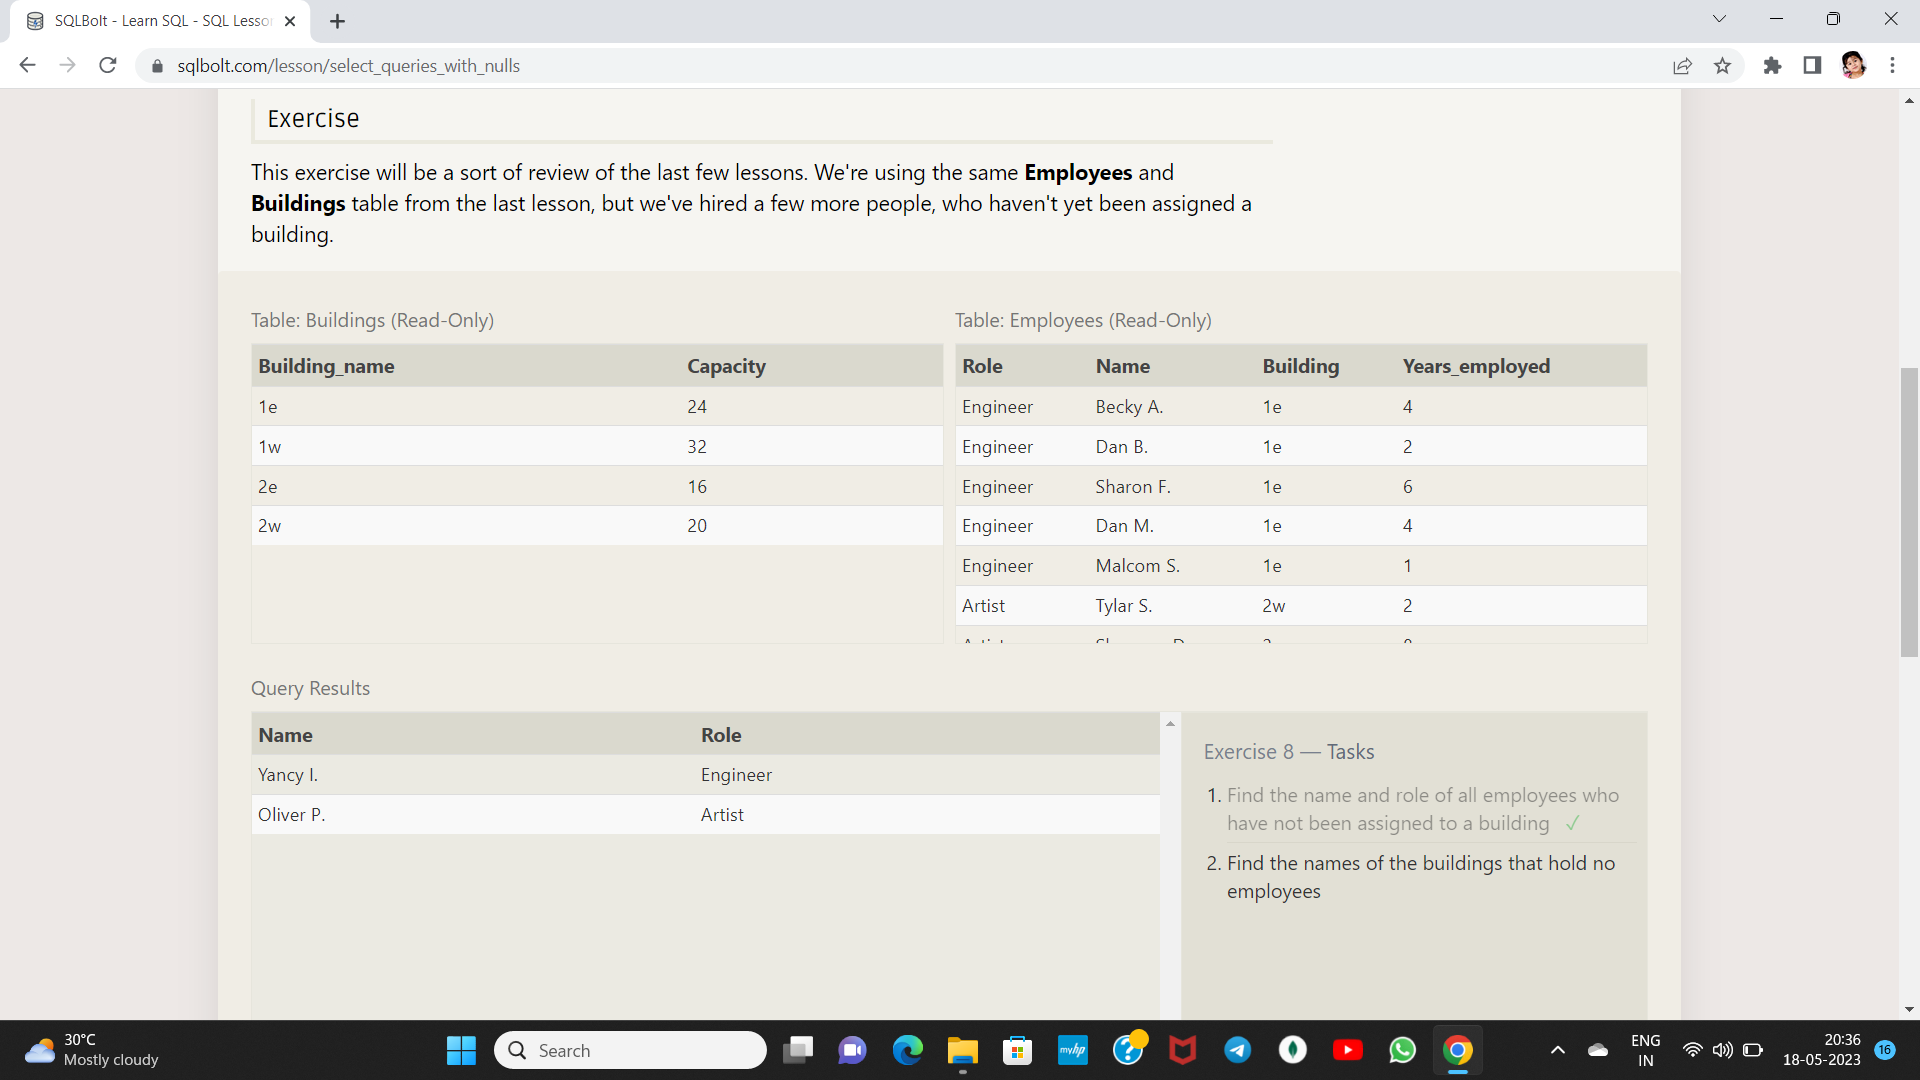 SQLBolt - Learn SQL - SQL Lesso
sqlbolt.com/lesson/select_queries_with_nulls
Exercise
This exercise will be a sort of review of the last few lessons. We're using the same Employees and
Buildings table from the last lesson, but we've hired a few more people, who haven't yet been assigned a
building.
Table: Buildings (Read-Only)
Building_name Capacity
1e 24
1w 32
2e 16
2w 20
Table: Employees (Read-Only)
Role Name Building Years_employed
Engineer Becky A. 1e 4
Engineer Dan B. 1e 2
Engineer Sharon F. 1e 6
Engineer Dan M. 1e 4
Engineer Malcom S. 1e 1
Artist Tylar S. 2w 2
Query Results
Name Role
Yancy I. Engineer
Oliver P. Artist
Exercise 8 — Tasks
1. Find the name and role of all employees who
have not been assigned to a building ✓
2. Find the names of the buildings that hold no
employees
30°C
Mostly cloudy
Search
myhp
ENG
IN
20:36
18-05-2023
16